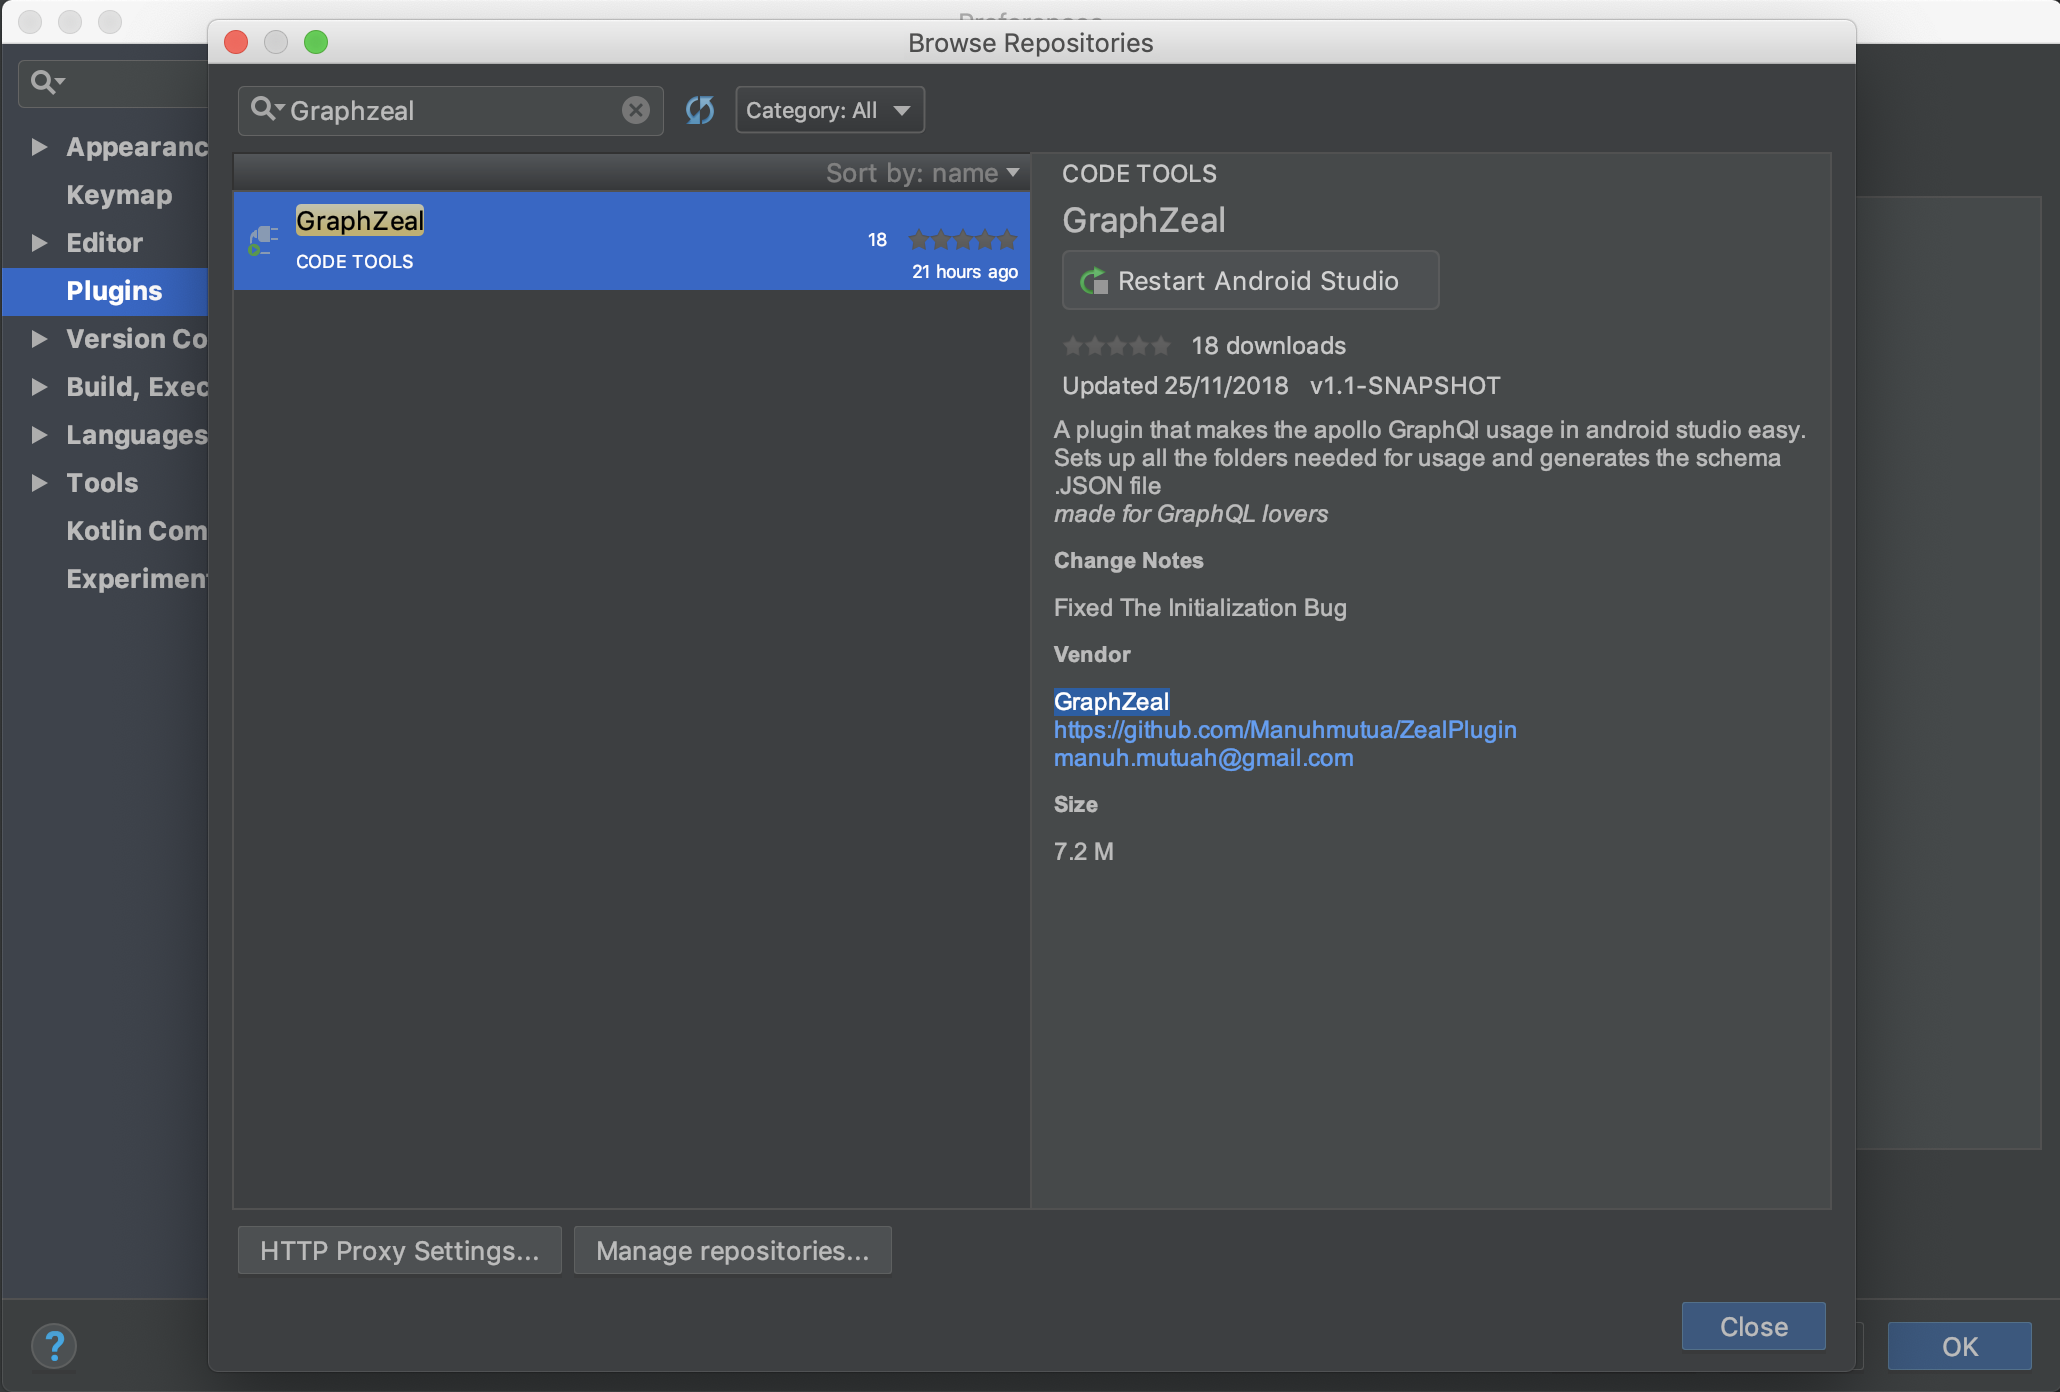 Browse Repositories
Graphzeal
Category: All
Appearanc
Keymap
Editor
Plugins
Version Co
Build, Exec
Languages
Tools
Kotlin Com
Experimen
Sort by: name
GraphZeal
CODE TOOLS
18
21 hours ago
CODE TOOLS
GraphZeal
Restart Android Studio
18 downloads
Updated 25/11/2018 v1.1-SNAPSHOT
A plugin that makes the apollo GraphQl usage in android studio easy.
Sets up all the folders needed for usage and generates the schema
.JSON file
made for GraphQL lovers
Change Notes
Fixed The Initialization Bug
Vendor
GraphZeal
https://github.com/Manuhmutua/ZealPlugin
manuh.mutuah@gmail.com
Size
7.2 M
HTTP Proxy Settings...
Manage repositories...
Close
?
OK